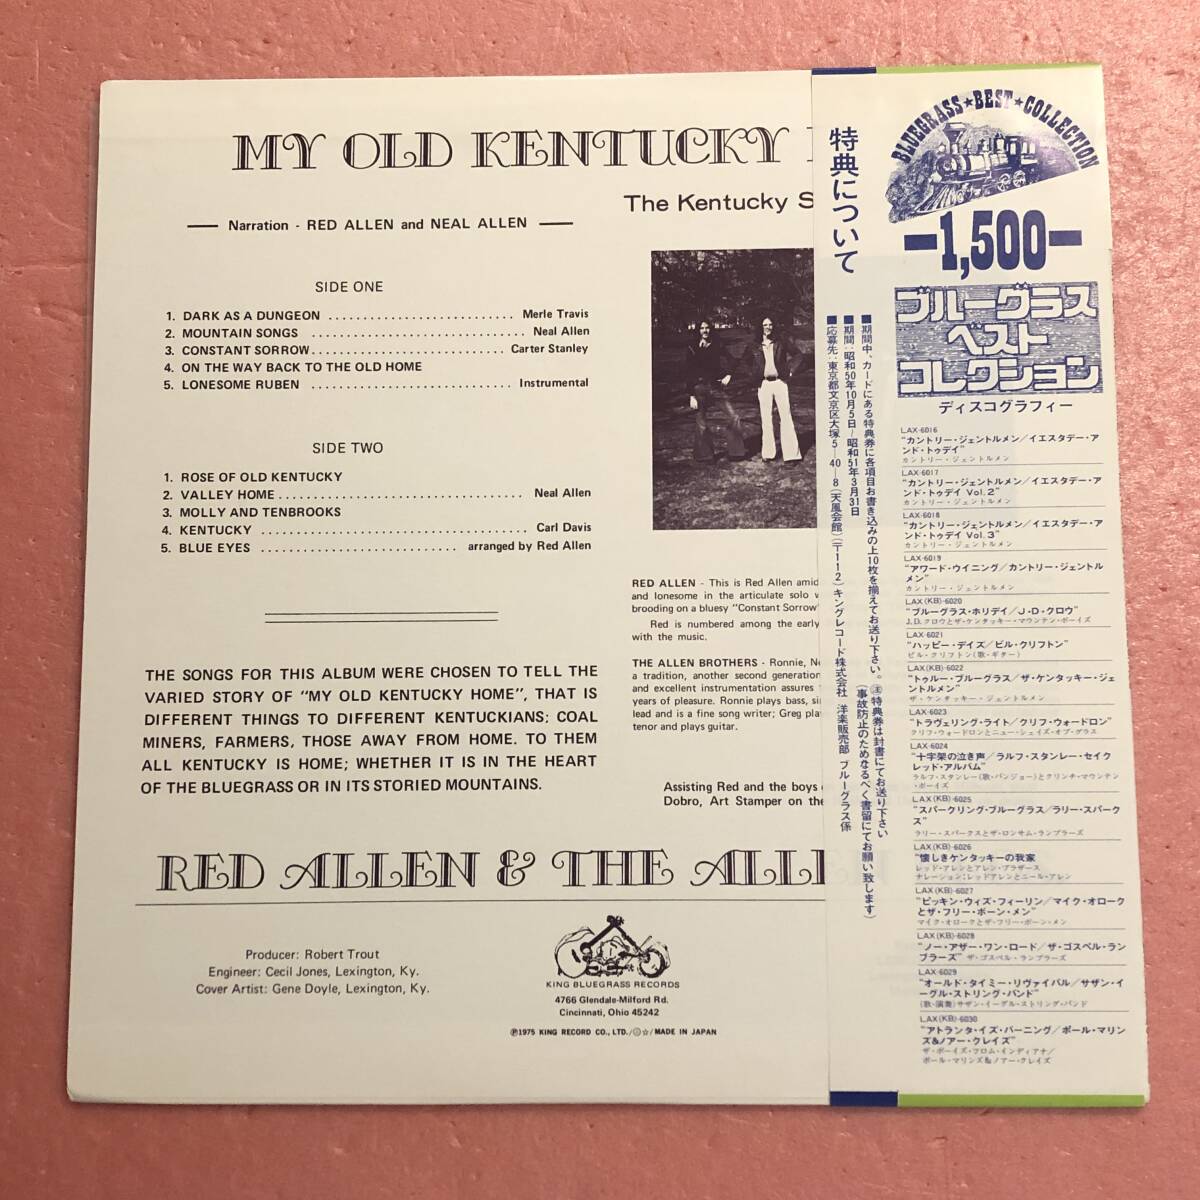 MY OLD KENTUCKY
The Kentucky S
Narration - RED ALLEN and NEAL ALLEN
SIDE ONE
1. DARK AS A DUNGEON ............................ Merle Travis
2. MOUNTAIN SONGS ................................ Neal Allen
3. CONSTANT SORROW............................ Carter Stanley
4. ON THE WAY BACK TO THE OLD HOME
5. LONESOME RUBEN .............................. Instrumental
SIDE TWO
1. ROSE OF OLD KENTUCKY
2. VALLEY HOME.................................... Neal Allen
3. MOLLY AND TENBROOKS
4. KENTUCKY ....................................... Carl Davis
5. BLUE EYES ............................ arranged by Red Allen
THE SONGS FOR THIS ALBUM WERE CHOSEN TO TELL THE
VARIED STORY OF "MY OLD KENTUCKY HOME", THAT IS
DIFFERENT THINGS TO DIFFERENT KENTUCKIANS; COAL
MINERS, FARMERS, THOSE AWAY FROM HOME. TO THEM
ALL KENTUCKY IS HOME; WHETHER IT IS IN THE HEART
OF THE BLUEGRASS OR IN ITS STORIED MOUNTAINS.
RED ALLEN - This is Red Allen amid
and lonesome in the articulate solo
brooding on a bluesy "Constant Sorrow"
Red is numbered among the early
with the music.
THE ALLEN BROTHERS - Ronnie,
a tradition, another second generation
and excellent instrumentation assures
years of pleasure. Ronnie plays bass,
lead and is a fine song writer; Greg
tenor and plays guitar.
Assisting Red and the boys
Dobro, Art Stamper on the
RED ALLEN & THE ALLE
Producer: Robert Trout
Engineer: Cecil Jones, Lexington, Ky.
Cover Artist: Gene Doyle, Lexington, Ky.
KING BLUEGRASS RECORDS
4766 Glendale-Milford Rd.
Cincinnati, Ohio 45242
℗1975 KING RECORD CO., LTD./Ⓙ☆/MADE IN JAPAN
特典について
■期間中、カードにある特典券に各項目お書き込みの上10枚を揃えてお送り下さい。㊟特典券は封書にてお送り下さい
(事故防止のためなるべく書留にてお願い致します)
■期間:昭和50年10月5日/昭和51年3月31日
■応募先:東京都文京区大塚5-40-8(天風会館)(〒112)キングレコード株式会社 洋楽販売部 ブルーグラス係
BLUEGRASS★BEST★COLLECTION
-1,500-
ブルーグラス
ベスト
コレクション
ディスコグラフィー
LAX-6016
"カントリー・ジェントルメン/イエスタデー・ア
ンド・トゥデイ"
カントリー・ジェントルメン
LAX-6017
"カントリー・ジェントルメン/イエスタデー・ア
ンド・トゥデイ Vol.2"
カントリー・ジェントルメン
LAX-6018
"カントリー・ジェントルメン/イエスタデー・ア
ンド・トゥデイ Vol.3"
カントリー・ジェントルメン
LAX-6019
"アワード・ウイニング/カントリー・ジェントル
メン"
カントリー・ジェントルメン
LAX(KB)-6020
"ブルーグラス・ホリデイ/J・D・クロウ"
J.D.クロウとザ・ケンタッキー・マウンテン・ボーイズ
LAX-6021
"ハッピー・デイズ/ビル・クリフトン"
ビル・クリフトン(歌・ギター)
LAX(KB)-6022
"トゥルー・ブルーグラス/ザ・ケンタッキー・ジェ
ントルメン"
ザ・ケンタッキー・ジェントルメン
LAX-6023
"トラヴェリング・ライト/クリフ・ウォードロン"
クリフ・ウォードロンとニュー・シェイズ・オブ・グラス
LAX-6024
"十字架の泣き声/ラルフ・スタンレー・セイク
レッド・アルバム"
ラルフ・スタンレー(歌・バンジョー)とクリンチ・マウンテン
・ボーイズ
LAX(KB)-6025
"スパークリング・ブルーグラス/ラリー・スパーク
ス"
ラリー・スパークスとザ・ロンサム・ランブラーズ
LAX(KB)-6026
"懐しきケンタッキーの我家
レッド・アレンとアレン・ブラザース
ナレーション:レッドアレンとニール・アレン
LAX(KB)-6027
"ピッキン・ウィズ・フィーリン/マイク・オローク
とザ・フリー・ボーン・メン"
マイク・オロークとザ・フリー・ボーン・メン
LAX(KB)-6028
"ノー・アザー・ワン・ロード/ザ・ゴスペル・ラン
ブラーズ" ザ・ゴスペル・ランブラーズ
LAX-6029
"オールド・タイミー・リヴァイバル/サザン・イ
ーグル・ストリング・バンド"
(歌・演奏)サザン・イーグル・ストリング・バンド
LAX(KB)-6030
"アトランタ・イズ・バーニング/ポール・マリン
ズ&ノアー・クレイズ"
ザ・ボーイズ・フロム・インディアナ/
ポール・マリンズ&ノアー・クレイズ